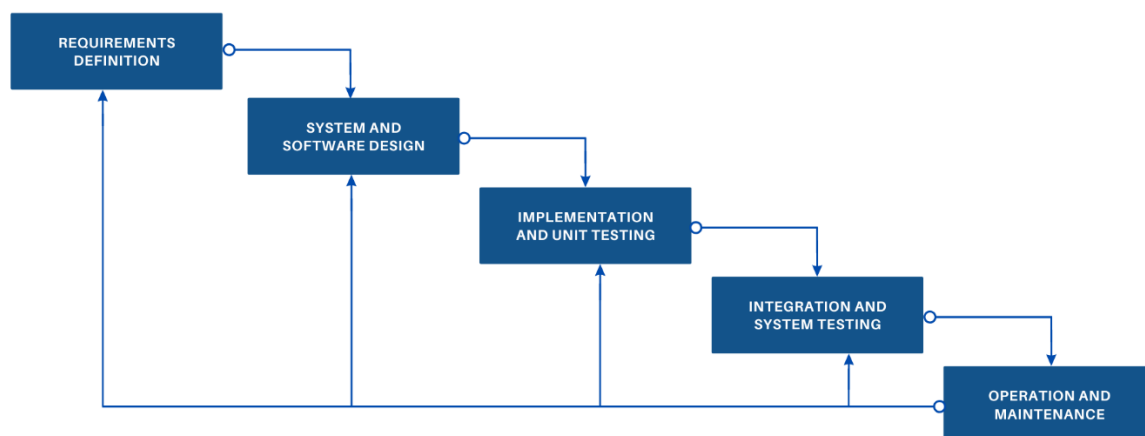 REQUIREMENTS
DEFINITION
SYSTEM AND
SOFTWARE DESIGN
IMPLEMENTATION
AND UNIT TESTING
INTEGRATION AND
SYSTEM TESTING
OPERATION AND
MAINTENANCE